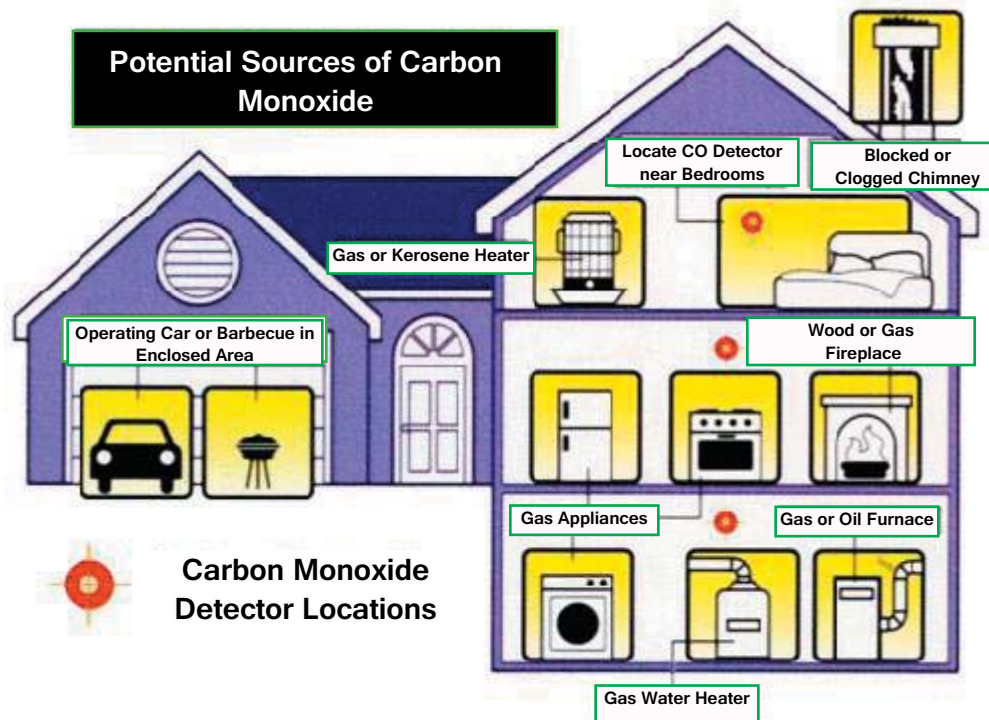 Potential Sources of Carbon
Monoxide
Locate CO Detector
near Bedrooms
Blocked or
Clogged Chimney
Gas or Kerosene Heater
Operating Car or Barbecue in
Enclosed Area
Wood or Gas
Fireplace
Gas Appliances
Gas or Oil Furnace
Carbon Monoxide
Detector Locations
Gas Water Heater